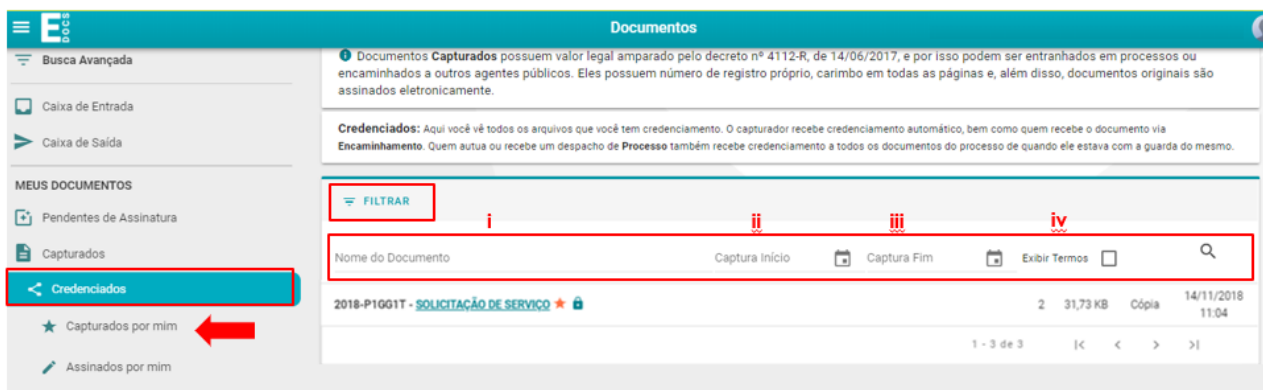 E DOCS
Documentos
Busca Avançada
Caixa de Entrada
Caixa de Saída
MEUS DOCUMENTOS
Pendentes de Assinatura
Capturados
Credenciados
Capturados por mim
Assinados por mim
Documentos Capturados possuem valor legal amparado pelo decreto nº 4112-R, de 14/06/2017, e por isso podem ser entranhados em processos ou
encaminhados a outros agentes públicos. Eles possuem número de registro próprio, carimbo em todas as páginas e, além disso, documentos originais são
assinados eletronicamente.
Credenciados: Aqui você vê todos os arquivos que você tem credenciamento. O capturador recebe credenciamento automático, bem como quem recebe o documento via
Encaminhamento. Quem autua ou recebe um despacho de Processo também recebe credenciamento a todos os documentos do processo de quando ele estava com a guarda do mesmo.
FILTRAR
i ii iii iv
Nome do Documento Captura Início Captura Fim Exibir Termos
2018-P1GG1T - SOLICITAÇÃO DE SERVIÇO 2 31,73 KB Cópia 14/11/2018
11:04
1 - 3 de 3 |< < > >|